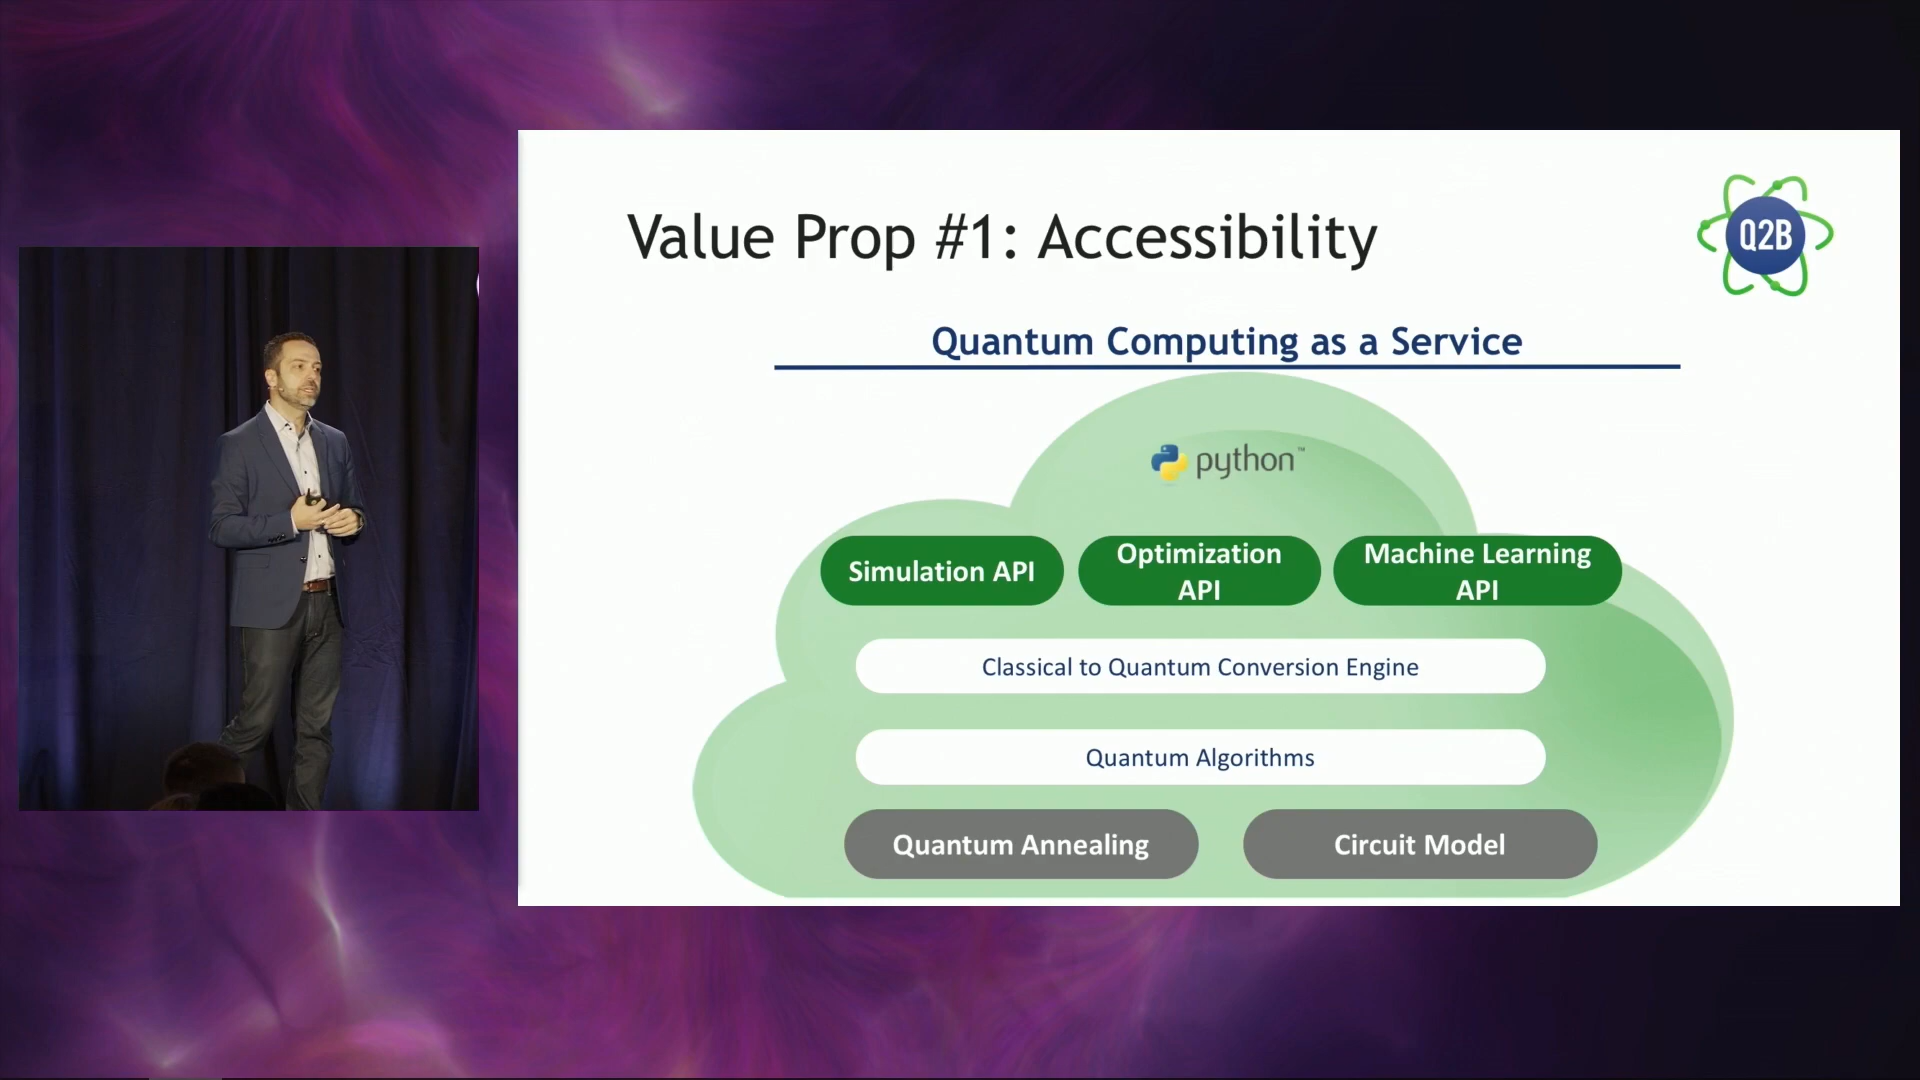 Value Prop #1: Accessibility
Q2B
Quantum Computing as a Service
python™
Simulation API
Optimization
API
Machine Learning
API
Classical to Quantum Conversion Engine
Quantum Algorithms
Quantum Annealing
Circuit Model